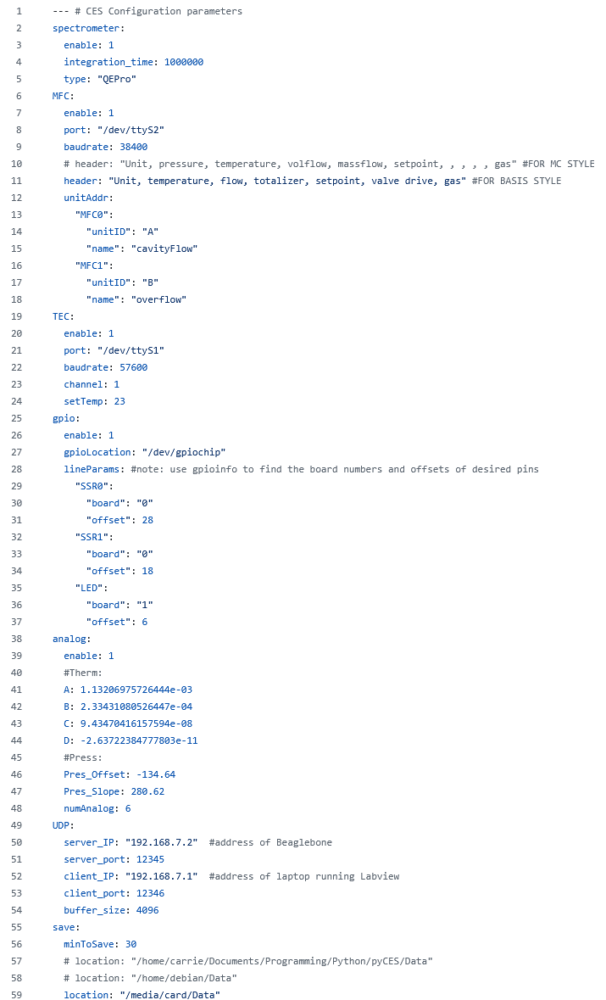 1 --- # CES Configuration parameters
2 spectrometer:
3   enable: 1
4   integration_time: 1000000
5   type: "QEPro"
6 MFC:
7   enable: 1
8   port: "/dev/ttyS2"
9   baudrate: 38400
10   # header: "Unit, pressure, temperature, volflow, massflow, setpoint, , , , , gas" #FOR MC STYLE
11   header: "Unit, temperature, flow, totalizer, setpoint, valve drive, gas" #FOR BASIS STYLE
12   unitAddr:
13     "MFC0":
14       "unitID": "A"
15       "name": "cavityFlow"
16     "MFC1":
17       "unitID": "B"
18       "name": "overflow"
19 TEC:
20   enable: 1
21   port: "/dev/ttyS1"
22   baudrate: 57600
23   channel: 1
24   setTemp: 23
25 gpio:
26   enable: 1
27   gpioLocation: "/dev/gpiochip"
28   lineParams: #note: use gpioinfo to find the board numbers and offsets of desired pins
29     "SSR0":
30       "board": "0"
31       "offset": 28
32     "SSR1":
33       "board": "0"
34       "offset": 18
35     "LED":
36       "board": "1"
37       "offset": 6
38 analog:
39   enable: 1
40   #Therm:
41   A: 1.13206975726444e-03
42   B: 2.33431080526447e-04
43   C: 9.43470416157594e-08
44   D: -2.63722384777803e-11
45   #Press:
46   Pres_Offset: -134.64
47   Pres_Slope: 280.62
48   numAnalog: 6
49 UDP:
50   server_IP: "192.168.7.2"  #address of Beaglebone
51   server_port: 12345
52   client_IP: "192.168.7.1"  #address of laptop running Labview
53   client_port: 12346
54   buffer_size: 4096
55 save:
56   minToSave: 30
57   # location: "/home/carrie/Documents/Programming/Python/pyCES/Data"
58   # location: "/home/debian/Data"
59   location: "/media/card/Data"